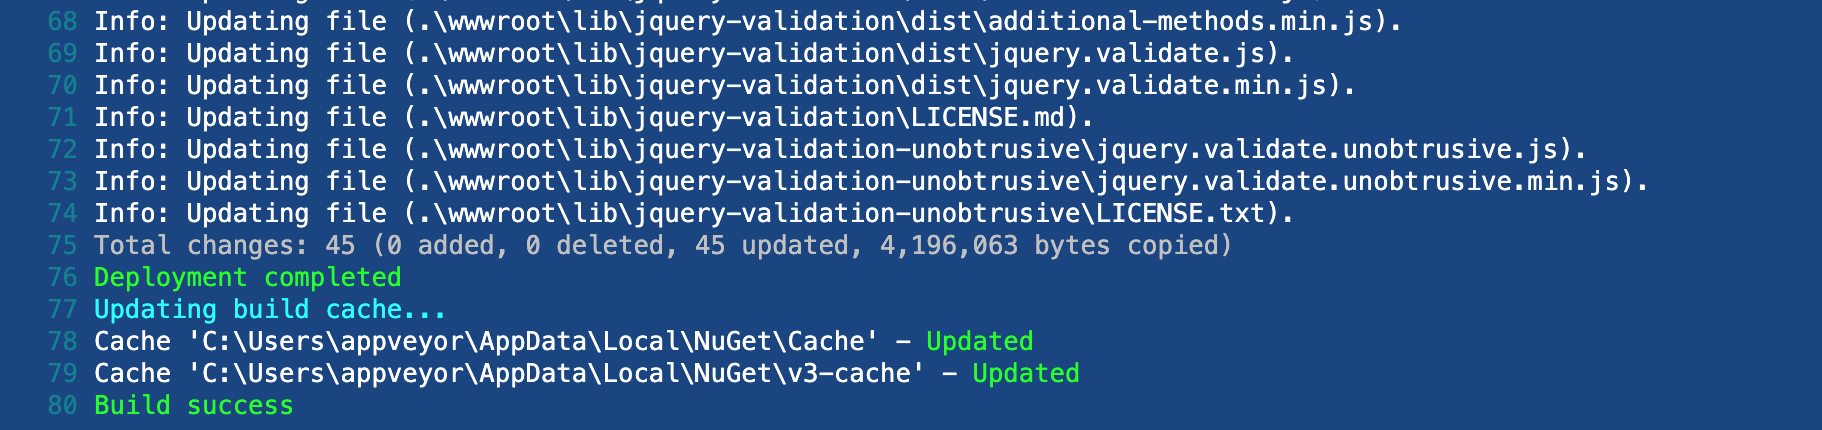 68 Info: Updating file (.\wwwroot\lib\jquery-validation\dist\additional-methods.min.js).
69 Info: Updating file (.\wwwroot\lib\jquery-validation\dist\jquery.validate.js).
70 Info: Updating file (.\wwwroot\lib\jquery-validation\dist\jquery.validate.min.js).
71 Info: Updating file (.\wwwroot\lib\jquery-validation\LICENSE.md).
72 Info: Updating file (.\wwwroot\lib\jquery-validation-unobtrusive\jquery.validate.unobtrusive.js).
73 Info: Updating file (.\wwwroot\lib\jquery-validation-unobtrusive\jquery.validate.unobtrusive.min.js).
74 Info: Updating file (.\wwwroot\lib\jquery-validation-unobtrusive\LICENSE.txt).
75 Total changes: 45 (0 added, 0 deleted, 45 updated, 4,196,063 bytes copied)
76 Deployment completed
77 Updating build cache...
78 Cache 'C:\Users\appveyor\AppData\Local\NuGet\Cache' - Updated
79 Cache 'C:\Users\appveyor\AppData\Local\NuGet\v3-cache' - Updated
80 Build success